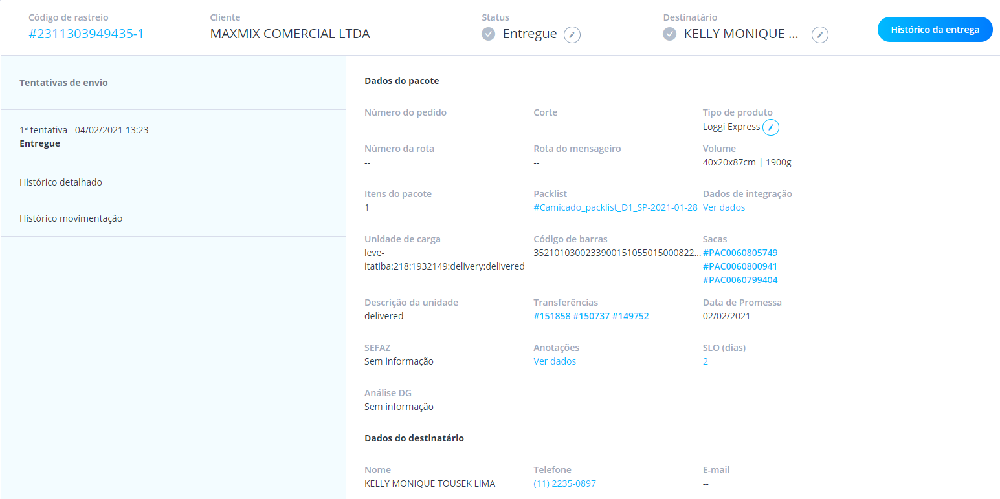 Código de rastreio
#2311303949435-1
Cliente
MAXMIX COMERCIAL LTDA
Status
Entregue
Destinatário
KELLY MONIQUE ...
Histórico da entrega
Tentativas de envio
1ª tentativa - 04/02/2021 13:23
Entregue
Histórico detalhado
Histórico movimentação
Dados do pacote
Número do pedido
--
Corte
--
Tipo de produto
Loggi Express
Número da rota
--
Rota do mensageiro
--
Volume
40x20x87cm | 1900g
Itens do pacote
1
Packlist
#Camicado_packlist_D1_SP-2021-01-28
Dados de integração
Ver dados
Unidade de carga
leve-
itatiba:218:1932149:delivery:delivered
Código de barras
3521010300233900151055015000822...
Sacas
#PAC0060805749
#PAC0060800941
#PAC0060799404
Descrição da unidade
delivered
Transferências
#151858 #150737 #149752
Data de Promessa
02/02/2021
SEFAZ
Sem informação
Anotações
Ver dados
SLO (dias)
2
Análise DG
Sem informação
Dados do destinatário
Nome
KELLY MONIQUE TOUSEK LIMA
Telefone
(11) 2235-0897
E-mail
--